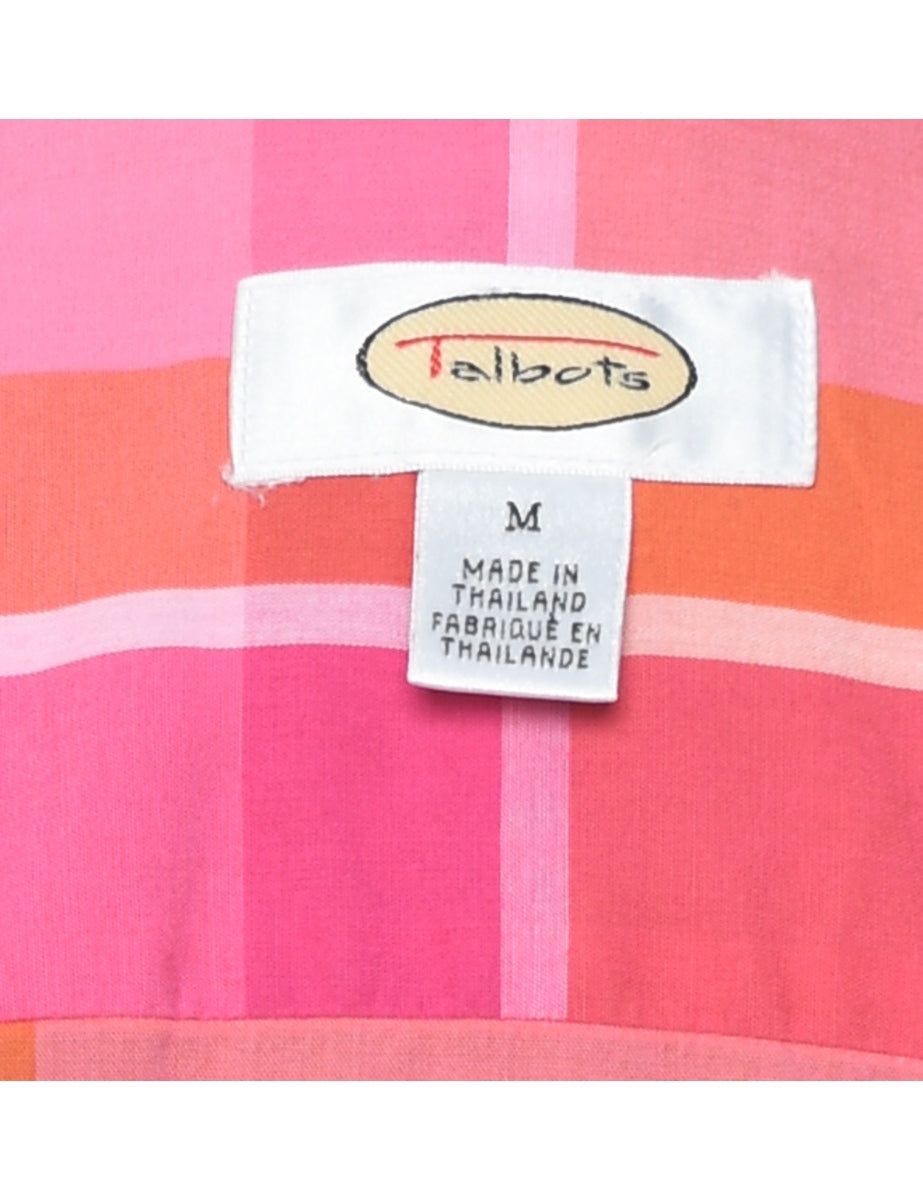 Talbots
M
MADE IN
THAILAND
FABRIQUÉ EN
THAILANDE